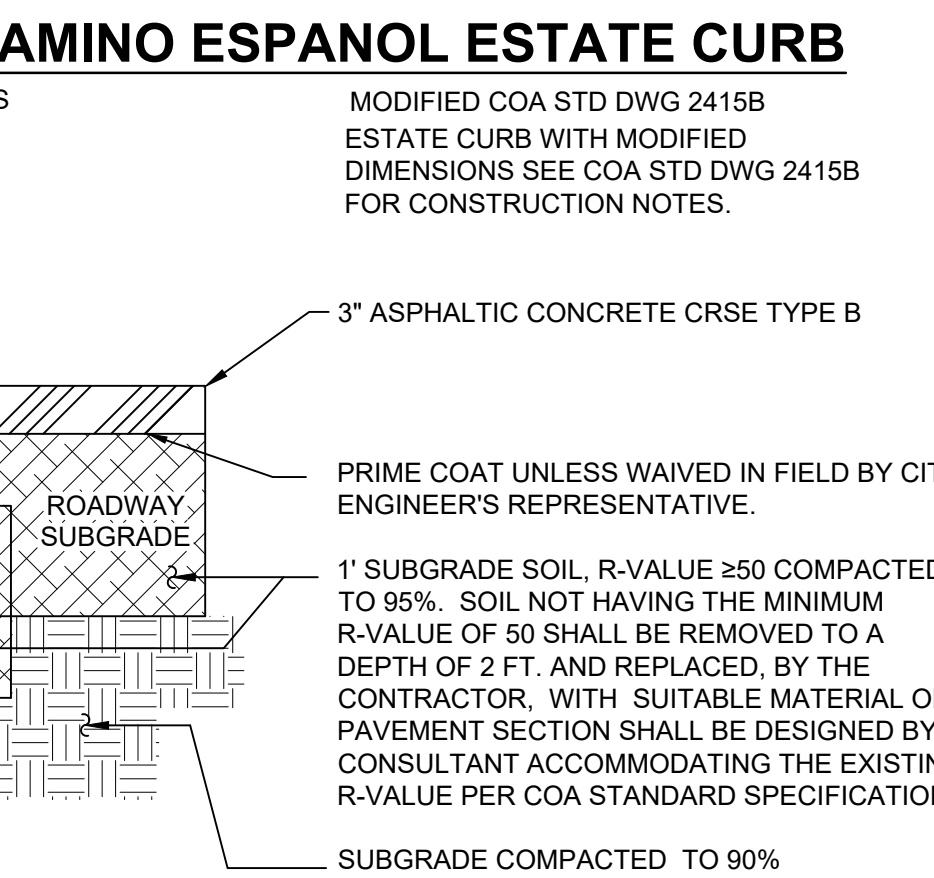 AMINO ESPANOL ESTATE CURB
S
MODIFIED COA STD DWG 2415B
ESTATE CURB WITH MODIFIED
DIMENSIONS SEE COA STD DWG 2415B
FOR CONSTRUCTION NOTES.
3" ASPHALTIC CONCRETE CRSE TYPE B
PRIME COAT UNLESS WAIVED IN FIELD BY CIT
ENGINEER'S REPRESENTATIVE.
ROADWAY
SUBGRADE
1' SUBGRADE SOIL, R-VALUE ≥50 COMPACTED
TO 95%. SOIL NOT HAVING THE MINIMUM
R-VALUE OF 50 SHALL BE REMOVED TO A
DEPTH OF 2 FT. AND REPLACED, BY THE
CONTRACTOR, WITH SUITABLE MATERIAL O
PAVEMENT SECTION SHALL BE DESIGNED BY
CONSULTANT ACCOMMODATING THE EXISTIN
R-VALUE PER COA STANDARD SPECIFICATION
SUBGRADE COMPACTED TO 90%